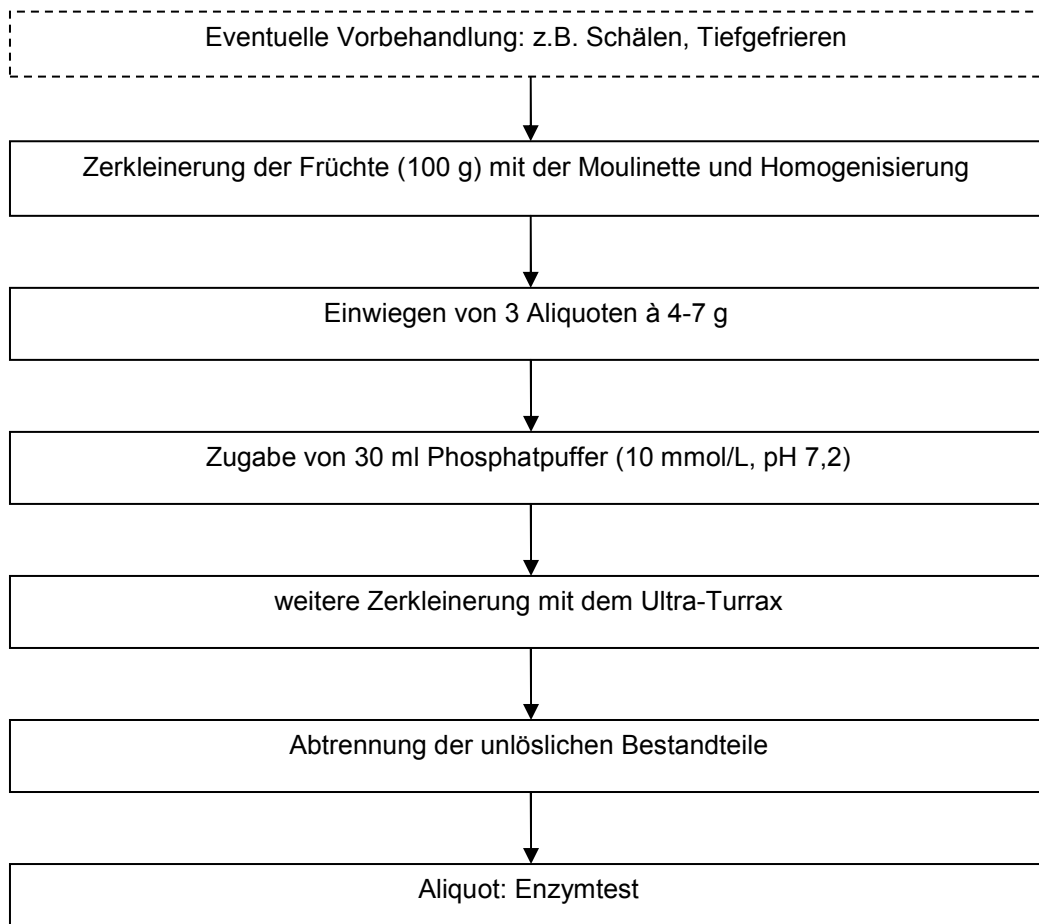 Eventuelle Vorbehandlung: z.B. Schälen, Tiefgefrieren
Zerkleinerung der Früchte (100 g) mit der Moulinette und Homogenisierung
Einwiegen von 3 Aliquoten à 4-7 g
Zugabe von 30 ml Phosphatpuffer (10 mmol/L, pH 7,2)
weitere Zerkleinerung mit dem Ultra-Turrax
Abtrennung der unlöslichen Bestandteile
Aliquot: Enzymtest